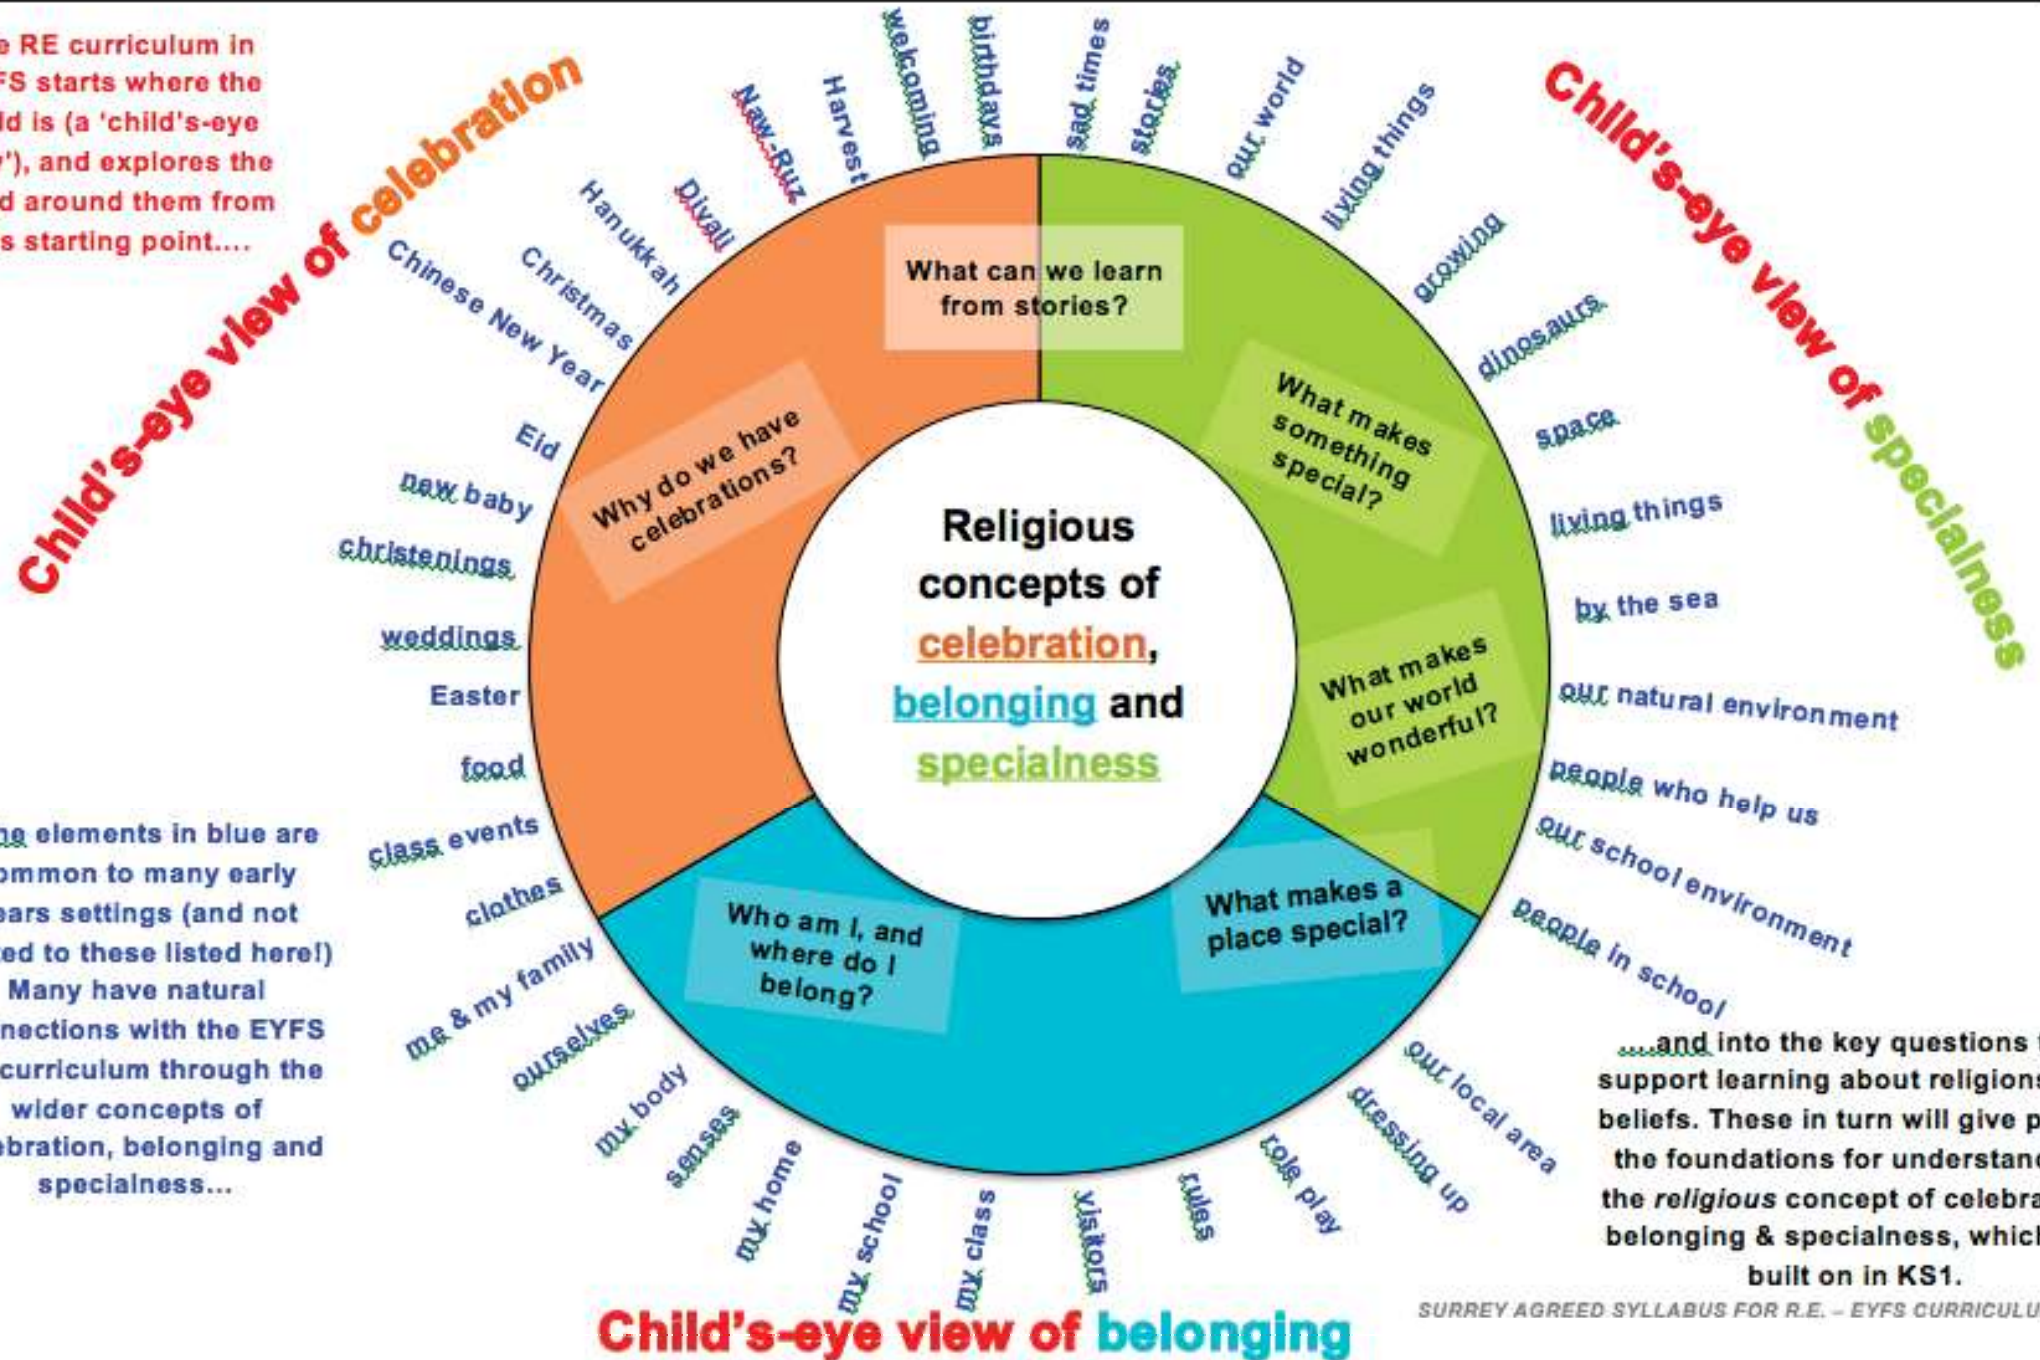 e RE curriculum in
FS starts where the
ld is (a 'child's-eye
'), and explores the
d around them from
s starting point....
Child's-eye view of celebration
Child's-eye view of specialness
welcoming
birthdays
sad times
stories
our world
living things
growing
dinosaurs
space
living things
by the sea
our natural environment
people who help us
our school environment
people in school
our local area
dressing up
role play
rules
visitors
my class
my school
my home
senses
my body
ourselves
me & my family
clothes
class events
food
Easter
weddings
christenings
new baby
Eid
Chinese New Year
Christmas
Hanukkah
Divali
Naw-Ruz
Harvest
What can we learn
from stories?
What makes
something
special?
What makes
our world
wonderful?
What makes a
place special?
Who am I, and
where do I
belong?
Why do we have
celebrations?
Religious
concepts of
celebration,
belonging and
specialness
ne elements in blue are
ommon to many early
ears settings (and not
ted to these listed here!)
Many have natural
nections with the EYFS
curriculum through the
wider concepts of
ebration, belonging and
specialness...
....and into the key questions
support learning about religions
beliefs. These in turn will give p
the foundations for understand
the religious concept of celebra
belonging & specialness, which
built on in KS1.
SURREY AGREED SYLLABUS FOR R.E. – EYFS CURRICULU
Child's-eye view of belonging